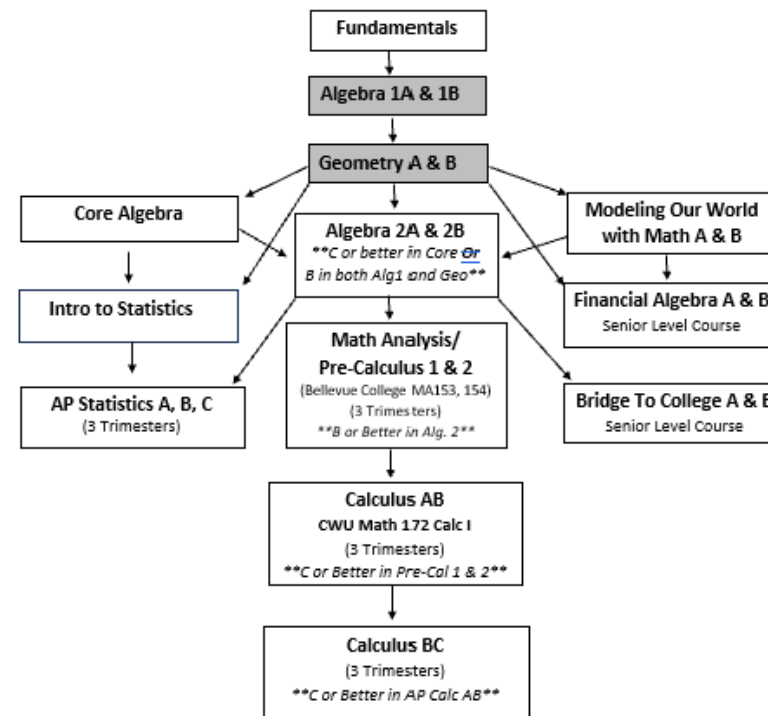 Fundamentals
Algebra 1A & 1B
Geometry A & B
Core Algebra
Algebra 2A & 2B
**C or better in Core Or
B in both Alg1 and Geo**
Modeling Our World
with Math A & B
Intro to Statistics
Financial Algebra A & B
Senior Level Course
Math Analysis/
Pre-Calculus 1 & 2
(Bellevue College MA153, 154)
(3 Trimesters)
**B or Better in Alg. 2**
AP Statistics A, B, C
(3 Trimesters)
Bridge To College A & B
Senior Level Course
Calculus AB
CWU Math 172 Calc I
(3 Trimesters)
**C or Better in Pre-Cal 1 & 2**
Calculus BC
(3 Trimesters)
**C or Better in AP Calc AB**